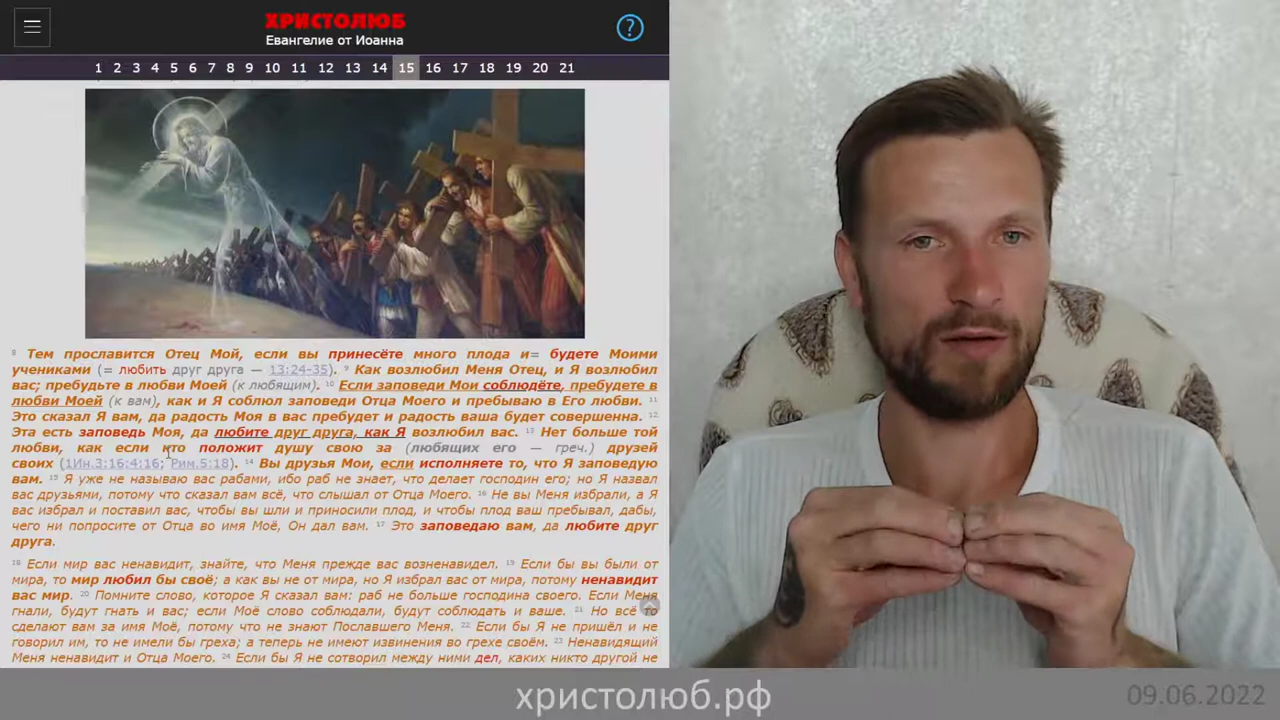 ХРИСТОЛЮБ
?
Евангелие от Иоанна
1 2 3 4 5 6 7 8 9 10 11 12 13 14 15 16 17 18 19 20 21
8 Тем прославится Отец Мой, если вы принесёте много плода и= будете Моими
учениками (= любить друг друга — 13:24-35). 9 Как возлюбил Меня Отец, и Я возлюбил
вас; пребудьте в любви Моей (к любящим). 10 Если заповеди Мои соблюдёте, пребудете в
любви Моей (к вам), как и Я соблюл заповеди Отца Моего и пребываю в Его любви. 11
Это сказал Я вам, да радость Моя в вас пребудет и радость ваша будет совершенна. 12
Эта есть заповедь Моя, да любите друг друга, как Я возлюбил вас. 13 Нет больше той
любви, как если кто положит душу свою за (любящих его — греч.) друзей
своих (1Ин.3:16;4:16; Рим.5:18). 14 Вы друзья Мои, если исполняете то, что Я заповедую
вам. 15 Я уже не называю вас рабами, ибо раб не знает, что делает господин его; но Я назвал
вас друзьями, потому что сказал вам всё, что слышал от Отца Моего. 16 Не вы Меня избрали, а Я
вас избрал и поставил вас, чтобы вы шли и приносили плод, и чтобы плод ваш пребывал, дабы,
чего ни попросите от Отца во имя Моё, Он дал вам. 17 Это заповедаю вам, да любите друг
друга.
18 Если мир вас ненавидит, знайте, что Меня прежде вас возненавидел. 19 Если бы вы были от
мира, то мир любил бы своё; а как вы не от мира, но Я избрал вас от мира, потому ненавидит
вас мир. 20 Помните слово, которое Я сказал вам: раб не больше господина своего. Если Меня
гнали, будут гнать и вас; если Моё слово соблюдали, будут соблюдать и ваше. 21 Но всё то
сделают вам за имя Моё, потому что не знают Пославшего Меня. 22 Если бы Я не пришёл и не
говорил им, то не имели бы греха; а теперь не имеют извинения во грехе своём. 23 Ненавидящий
Меня ненавидит и Отца Моего. 24 Если бы Я не сотворил между ними дел, каких никто другой не
христолюб.рф
09.06.2022